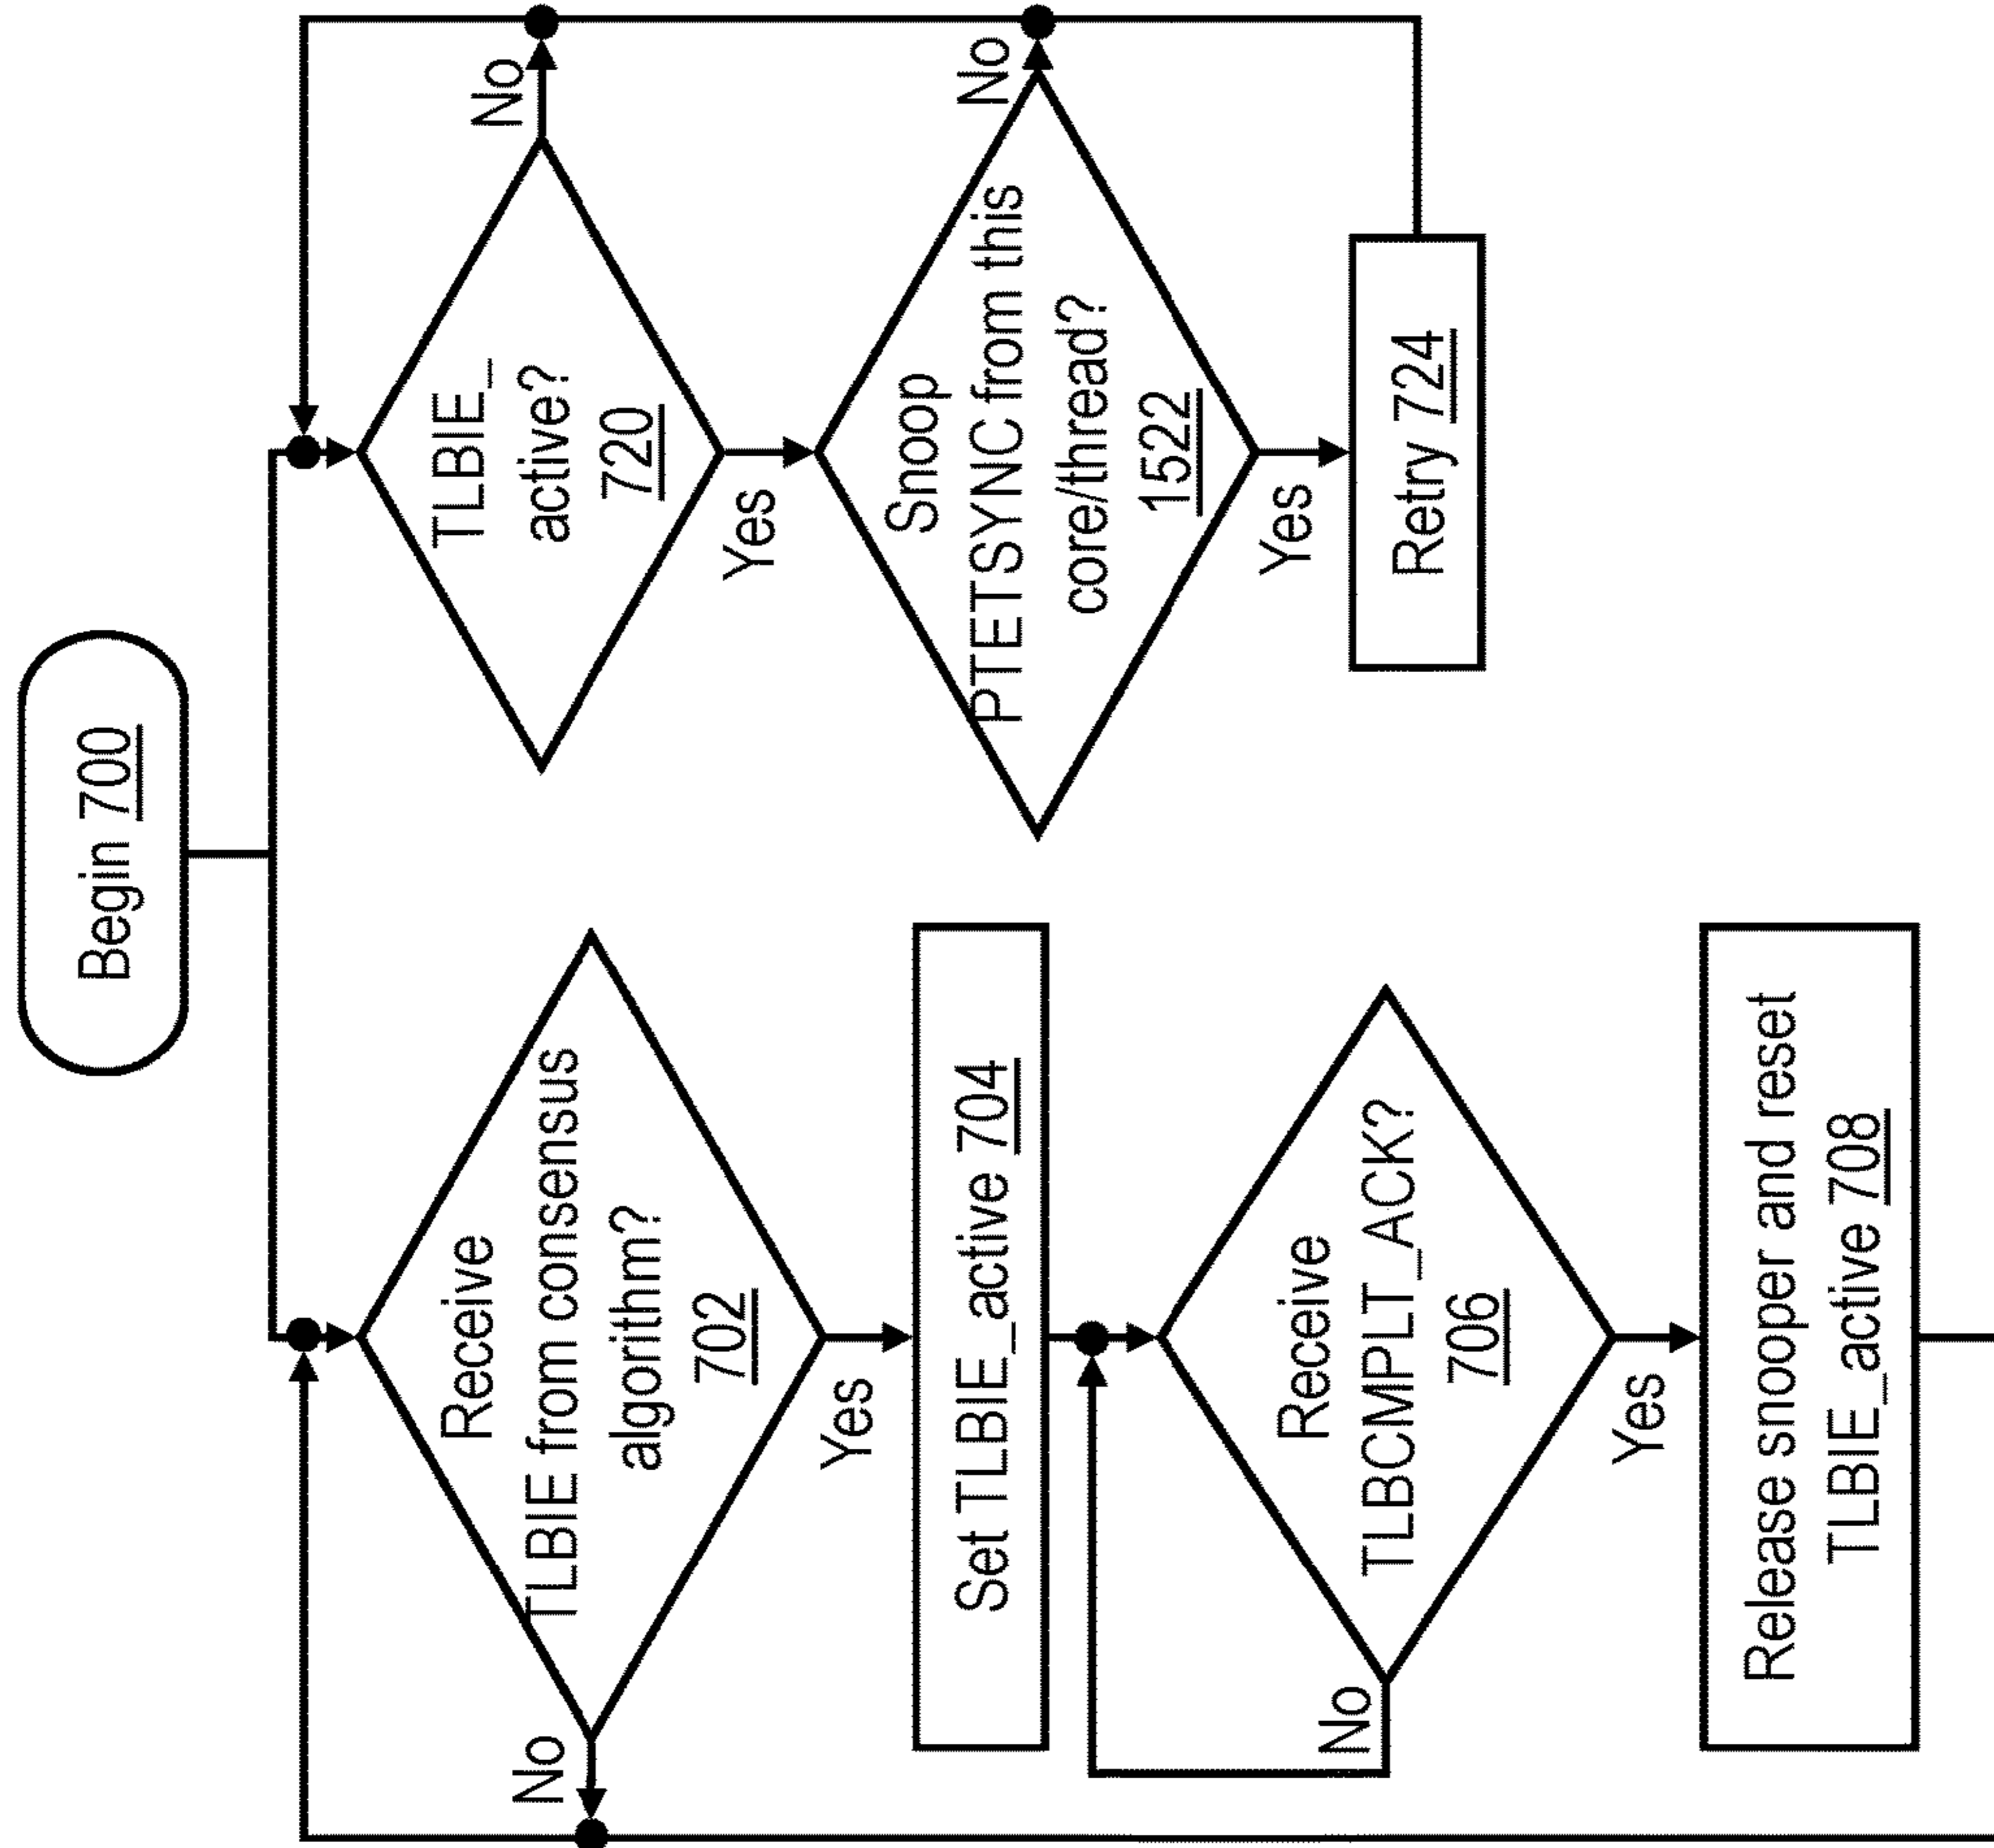 Begin 700
Receive
TLBIE from consensus
algorithm?
702
No
Yes
Set TLBIE_active 704
Receive
TLBCMPLT_ACK?
706
No
Yes
Release snooper and reset
TLBIE_active 708
TLBIE_
active?
720
No
Yes
Snoop
PTETSYNC from this
core/thread?
1522
No
Yes
Retry 724